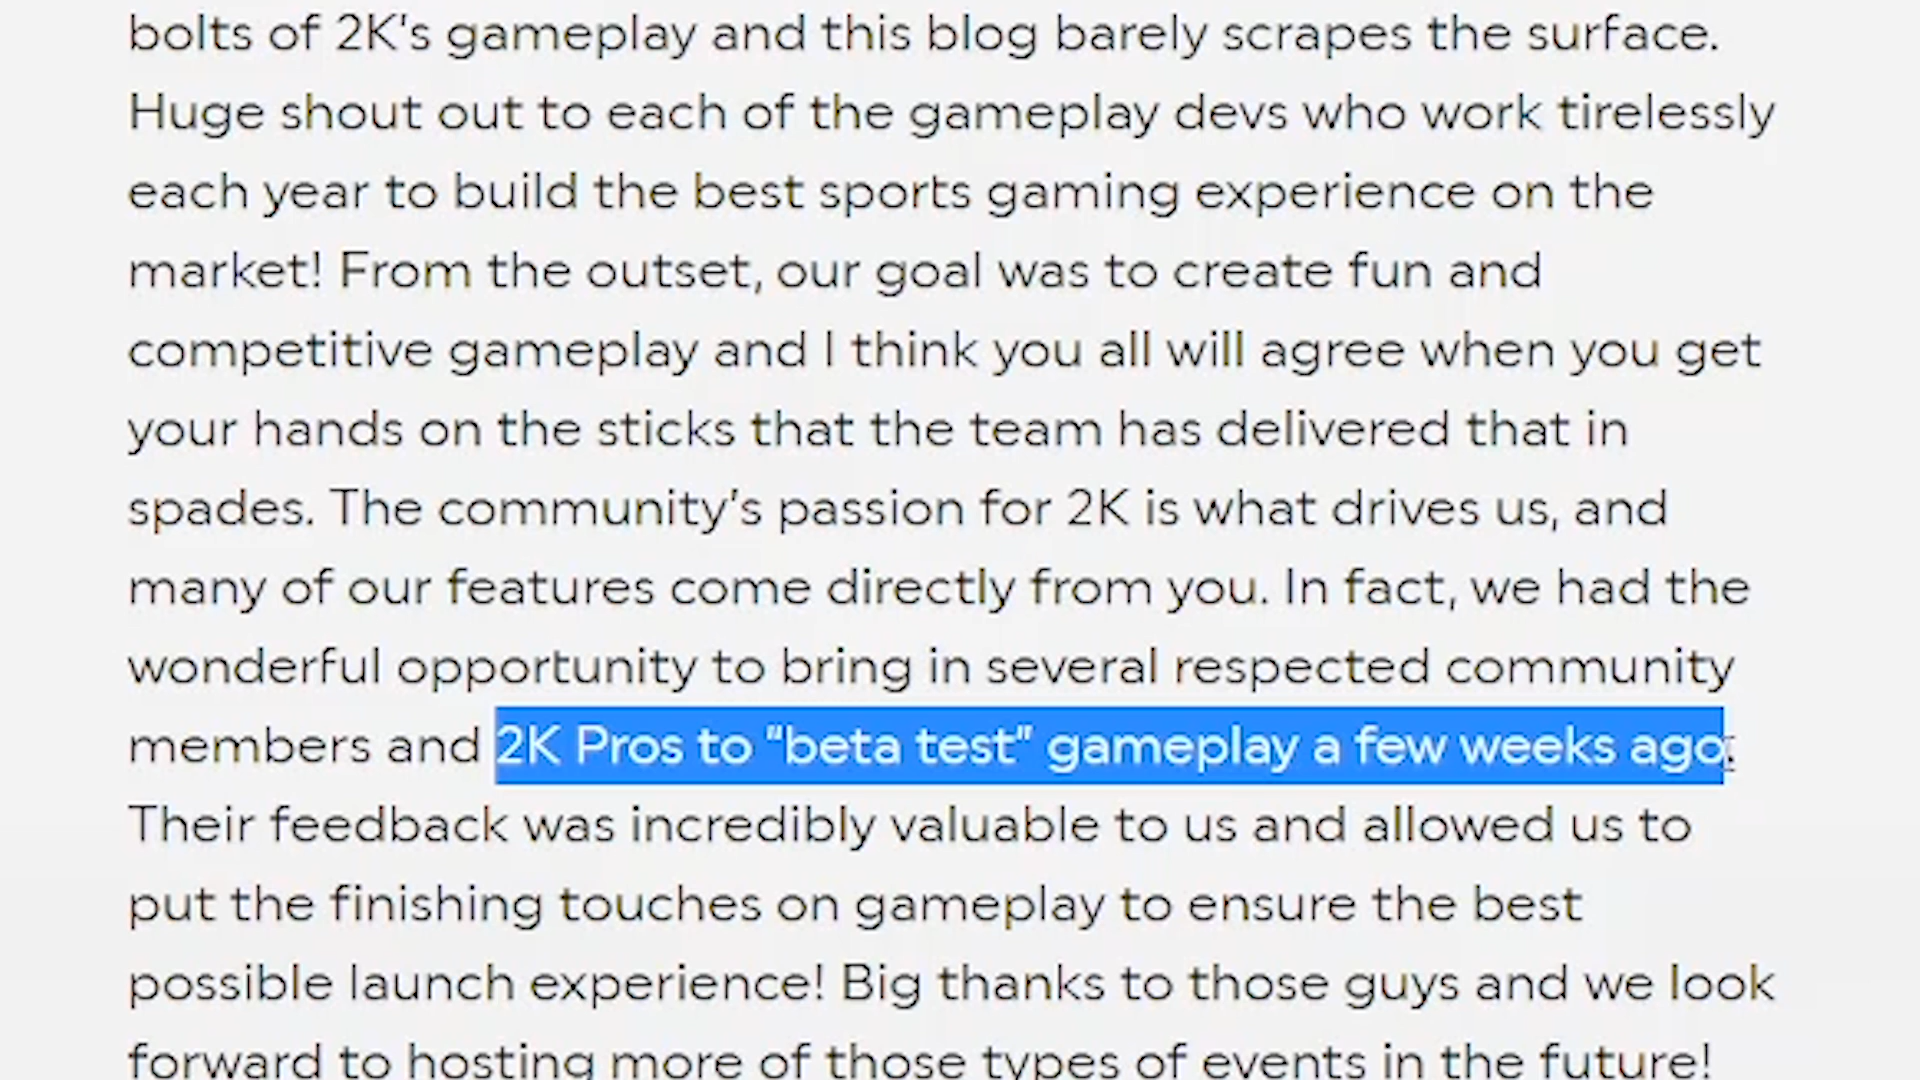 bolts of 2K's gameplay and this blog barely scrapes the surface.
Huge shout out to each of the gameplay devs who work tirelessly
each year to build the best sports gaming experience on the
market! From the outset, our goal was to create fun and
competitive gameplay and I think you all will agree when you get
your hands on the sticks that the team has delivered that in
spades. The community's passion for 2K is what drives us, and
many of our features come directly from you. In fact, we had the
wonderful opportunity to bring in several respected community
members and 2K Pros to "beta test" gameplay a few weeks ago.
Their feedback was incredibly valuable to us and allowed us to
put the finishing touches on gameplay to ensure the best
possible launch experience! Big thanks to those guys and we look
forward to hosting more of those types of events in the future!